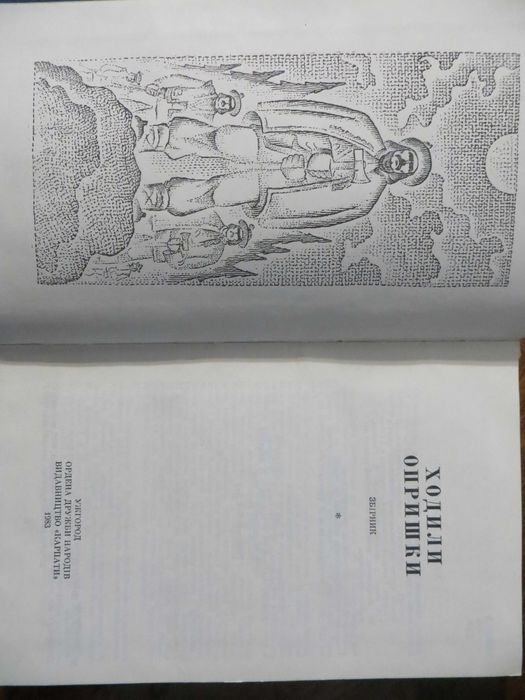 ХОДИЛИ
ОПРИШКИ
ЗБІРНИК
*
УЖГОРОД
ОРДЕНА ДРУЖБИ НАРОДІВ
ВИДАВНИЦТВО «КАРПАТИ»
1983